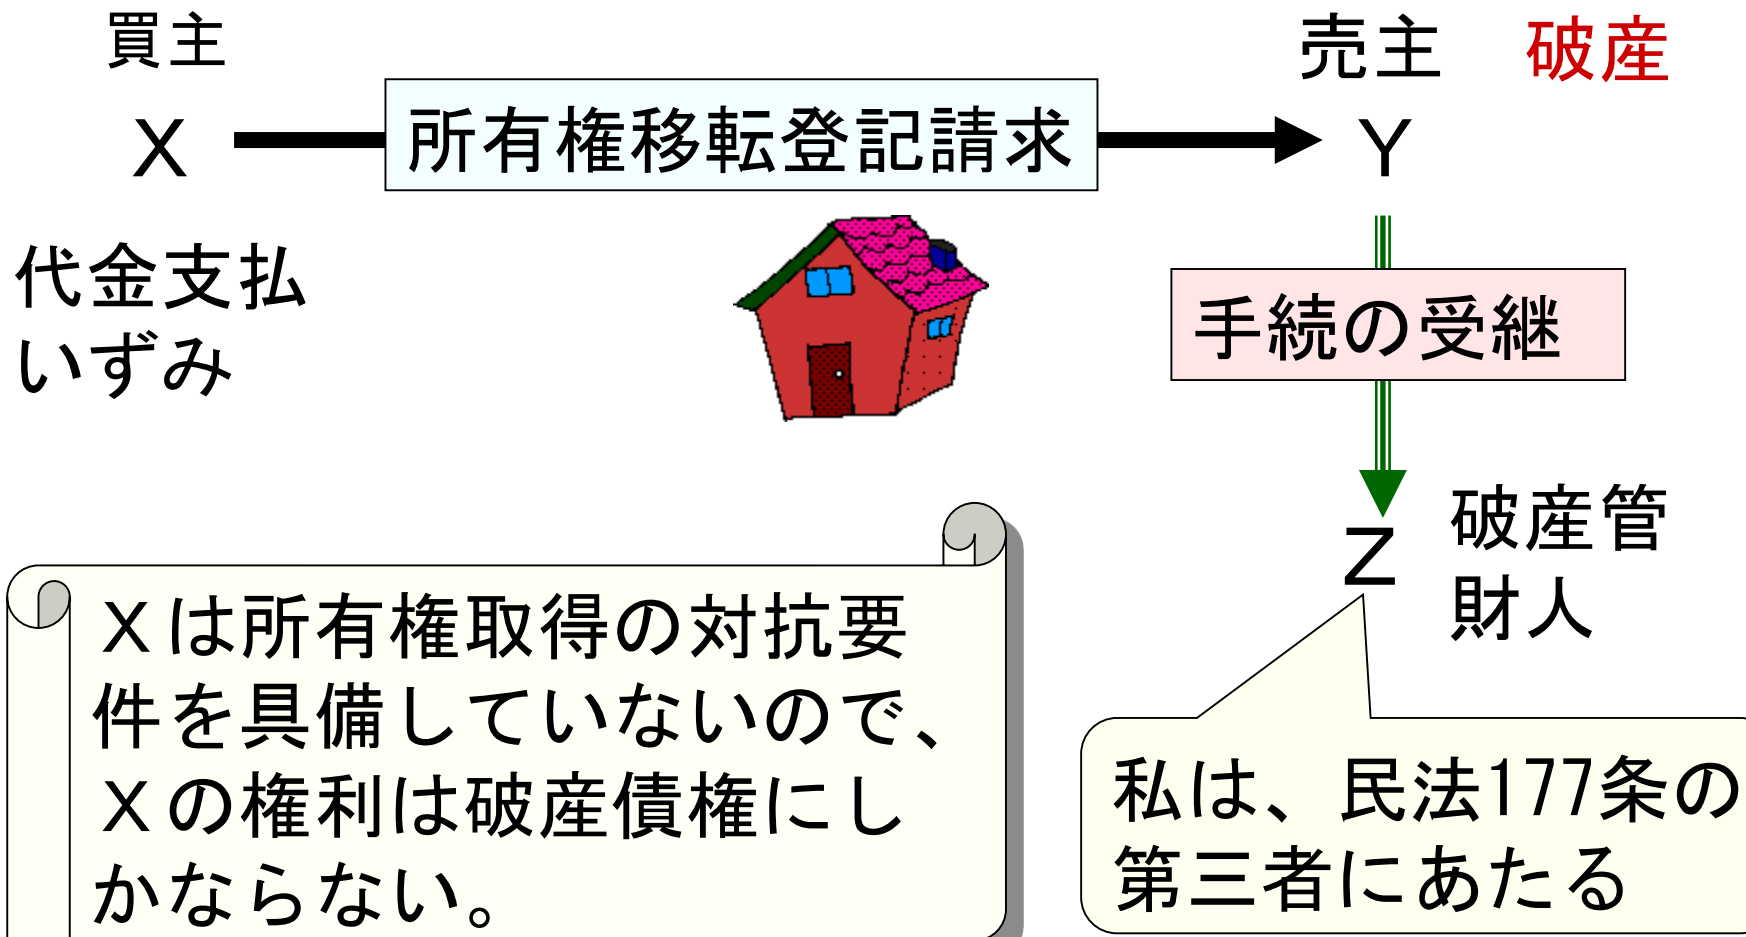 買主
X
売主
破産
Y
所有権移転登記請求
代金支払
いずみ
手続の受継
Z
破産管
財人
Xは所有権取得の対抗要
件を具備していないので、
Xの権利は破産債権にし
かならない。
私は、民法177条の
第三者にあたる